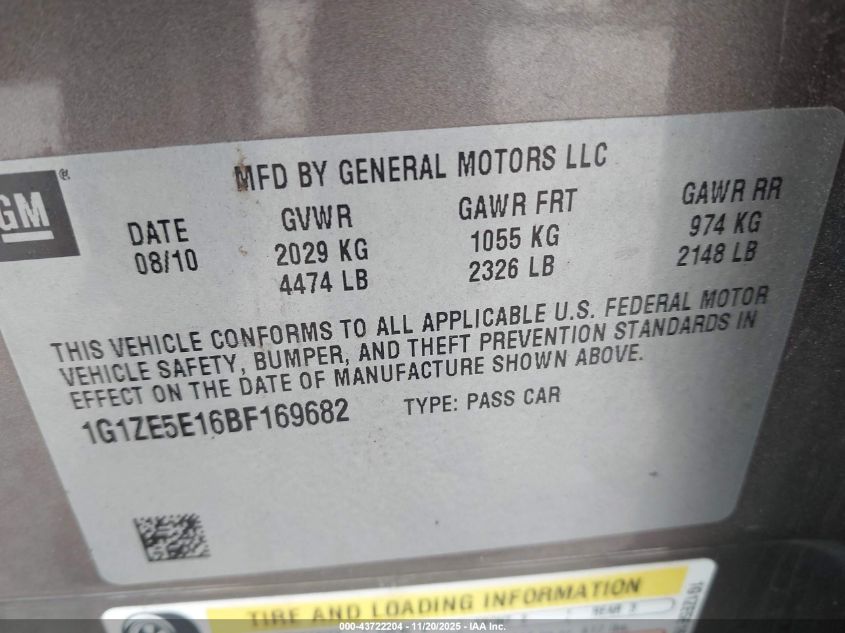 MFD BY GENERAL MOTORS LLC
GM ®
DATE GVWR GAWR FRT GAWR RR
08/10 2029 KG 1055 KG 974 KG
4474 LB 2326 LB 2148 LB
THIS VEHICLE CONFORMS TO ALL APPLICABLE U.S. FEDERAL MOTOR
VEHICLE SAFETY, BUMPER, AND THEFT PREVENTION STANDARDS IN
EFFECT ON THE DATE OF MANUFACTURE SHOWN ABOVE.
1G1ZE5E16BF169682 TYPE: PASS CAR
TIRE AND LOADING INFORMATION
REAR
000-43722204 - 11/20/2025 - IAA Inc.